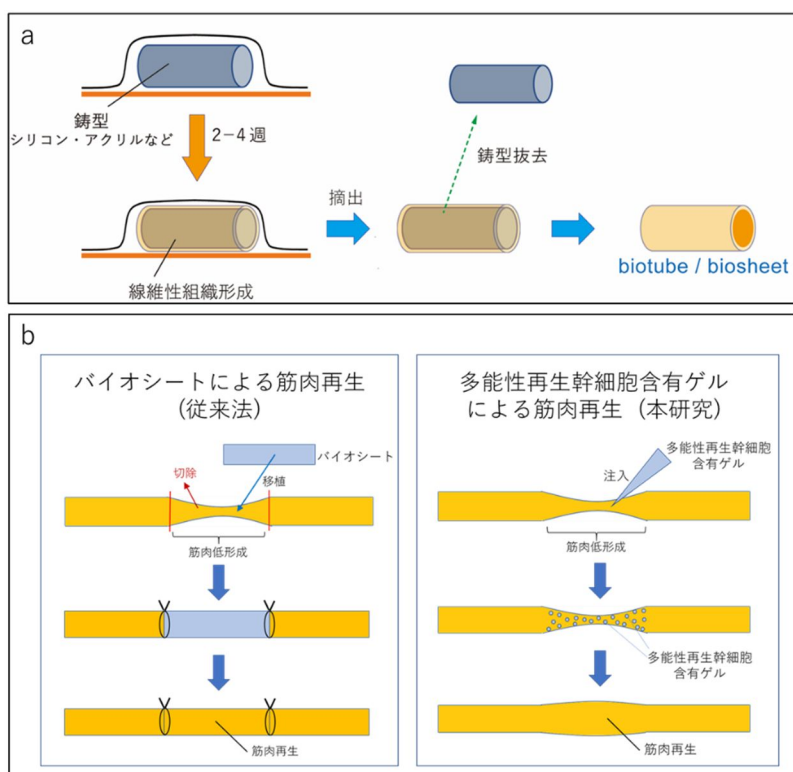 a
鋳型
シリコン・アクリルなど
2−4週
線維性組織形成
摘出
鋳型抜去
biotube / biosheet
b
バイオシートによる筋肉再生
(従来法)
バイオシート
切除
移植
筋肉低形成
筋肉再生
多能性再生幹細胞含有ゲル
による筋肉再生（本研究）
多能性再生幹細胞
含有ゲル
注入
筋肉低形成
多能性再生幹細胞
含有ゲル
筋肉再生